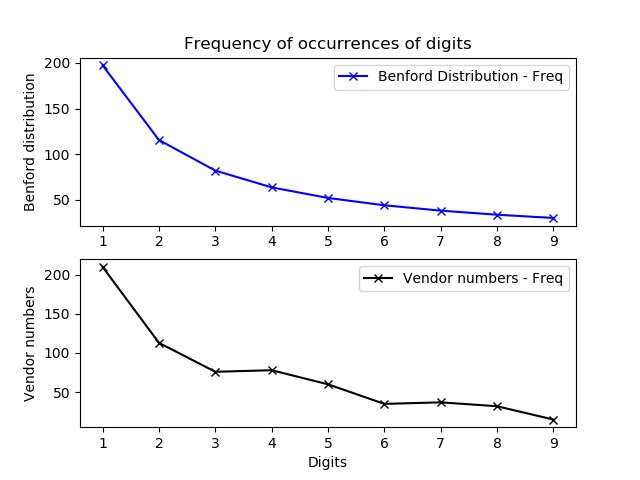 Frequency of occurrences of digits
Benford distribution
200
150
100
50
Benford Distribution - Freq
1 2 3 4 5 6 7 8 9
Vendor numbers
200
150
100
50
Vendor numbers - Freq
1 2 3 4 5 6 7 8 9
Digits